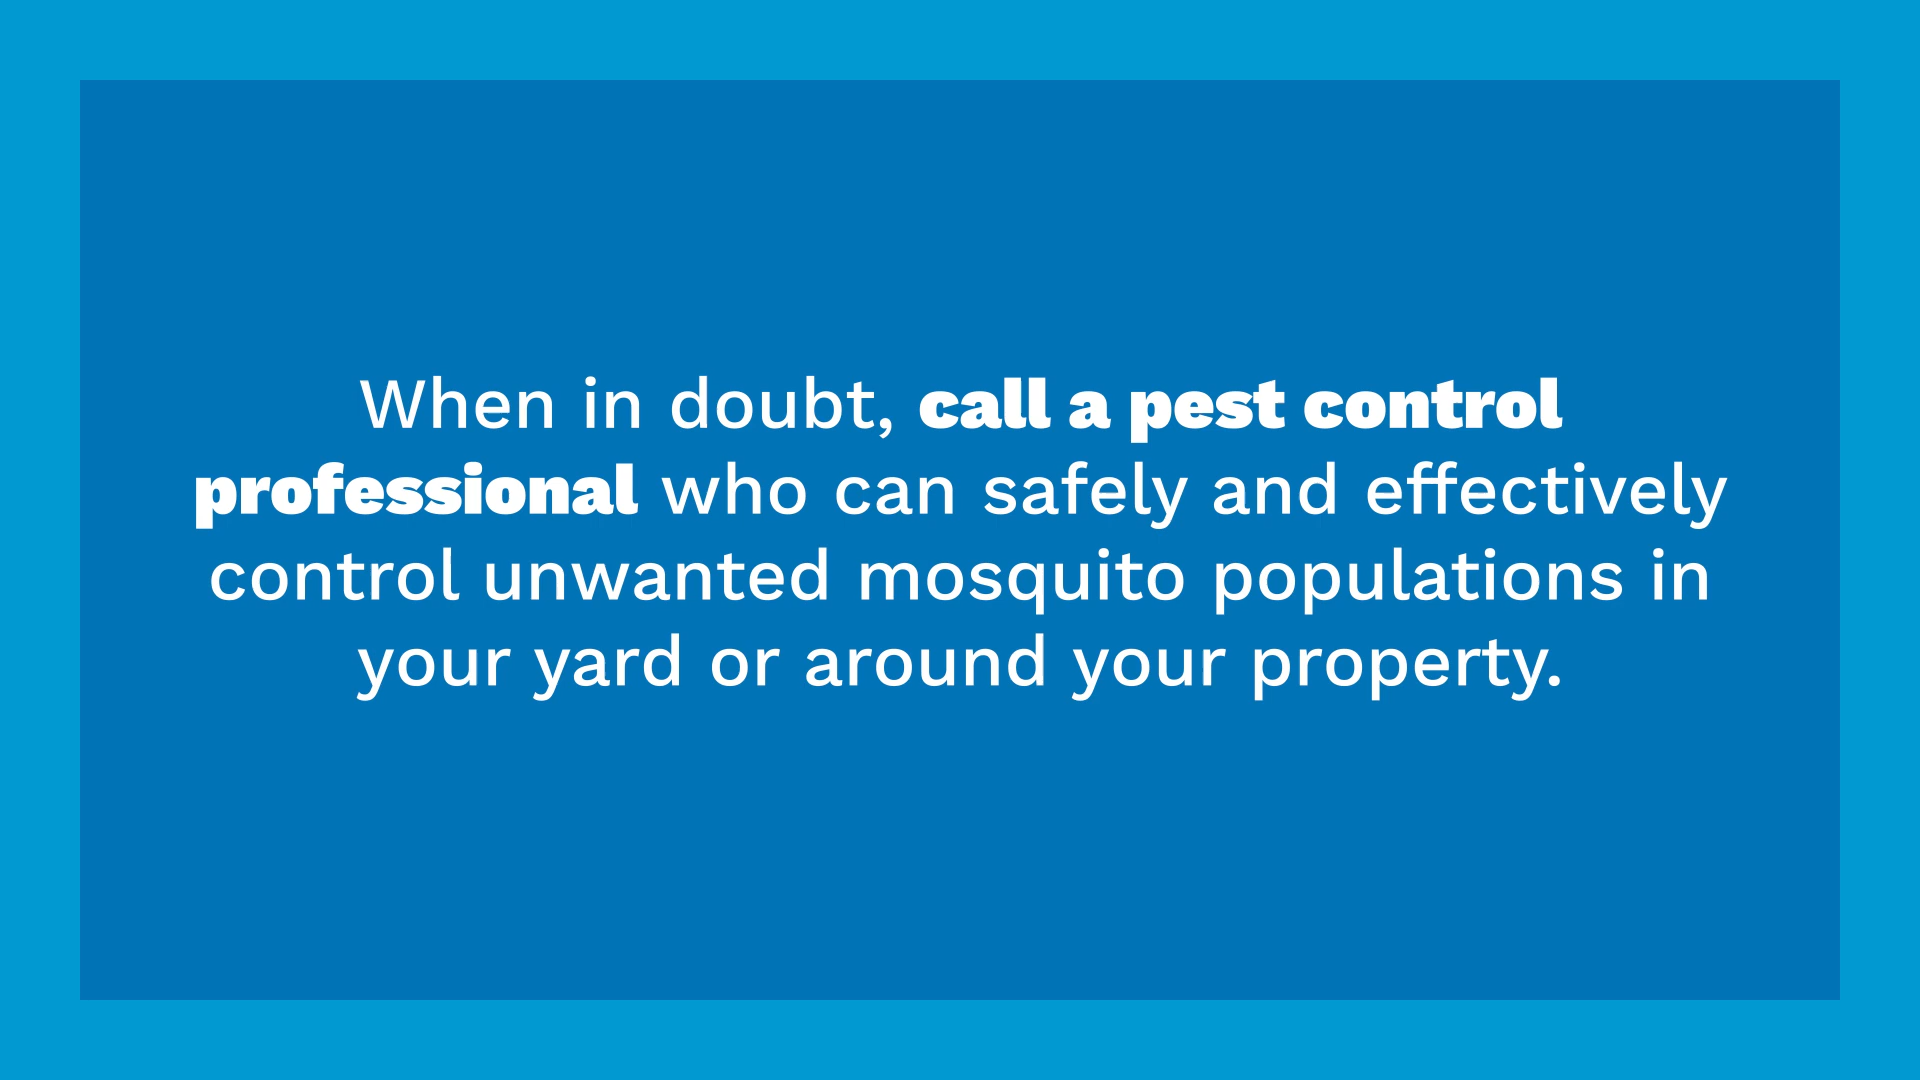 When in doubt, call a pest control
professional who can safely and effectively
control unwanted mosquito populations in
your yard or around your property.